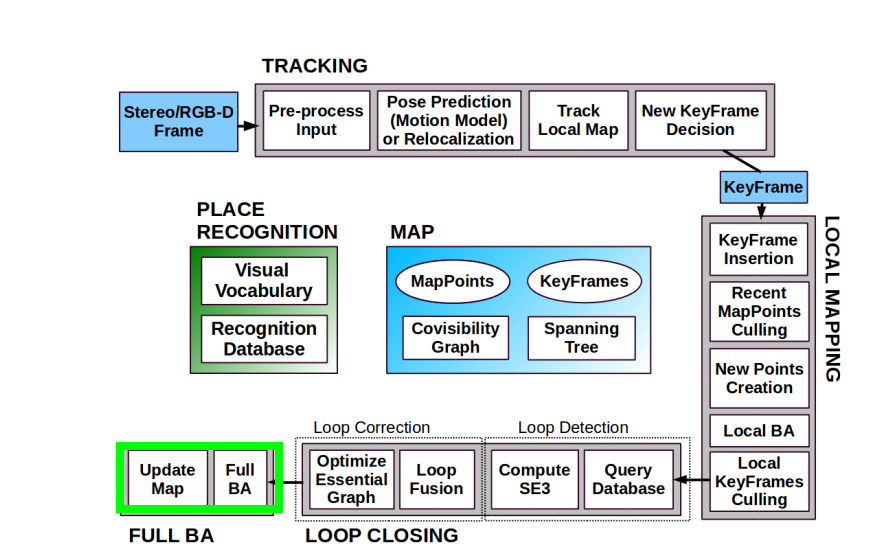 TRACKING
Stereo/RGB-D
Frame
Pre-process
Input
Pose Prediction
(Motion Model)
or Relocalization
Track
Local Map
New KeyFrame
Decision
KeyFrame
PLACE
RECOGNITION
Visual
Vocabulary
Recognition
Database
MAP
MapPoints
KeyFrames
Covisibility
Graph
Spanning
Tree
LOCAL MAPPING
KeyFrame
Insertion
Recent
MapPoints
Culling
New Points
Creation
Local BA
Local
KeyFrames
Culling
Loop Correction
Loop Detection
Update
Map
Full
BA
Optimize
Essential
Graph
Loop
Fusion
Compute
SE3
Query
Database
FULL BA
LOOP CLOSING